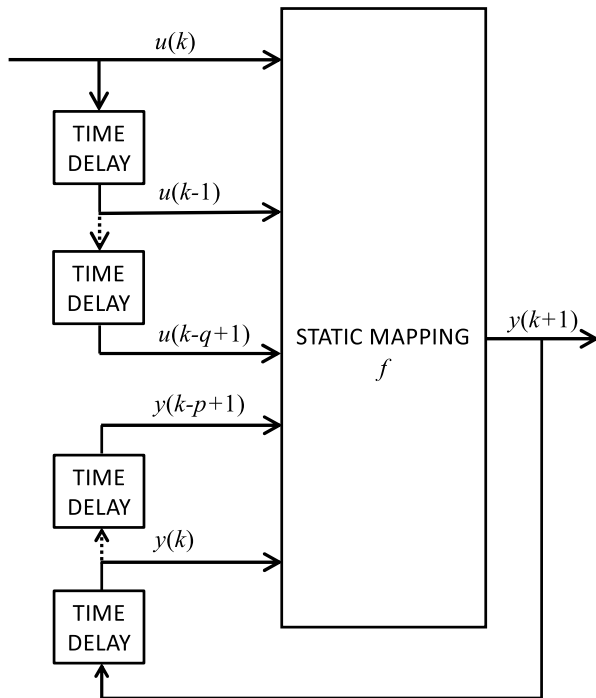 u(k)
TIME
DELAY
u(k-1)
TIME
DELAY
u(k-q+1)
STATIC MAPPING
f
y(k+1)
y(k-p+1)
TIME
DELAY
y(k)
TIME
DELAY